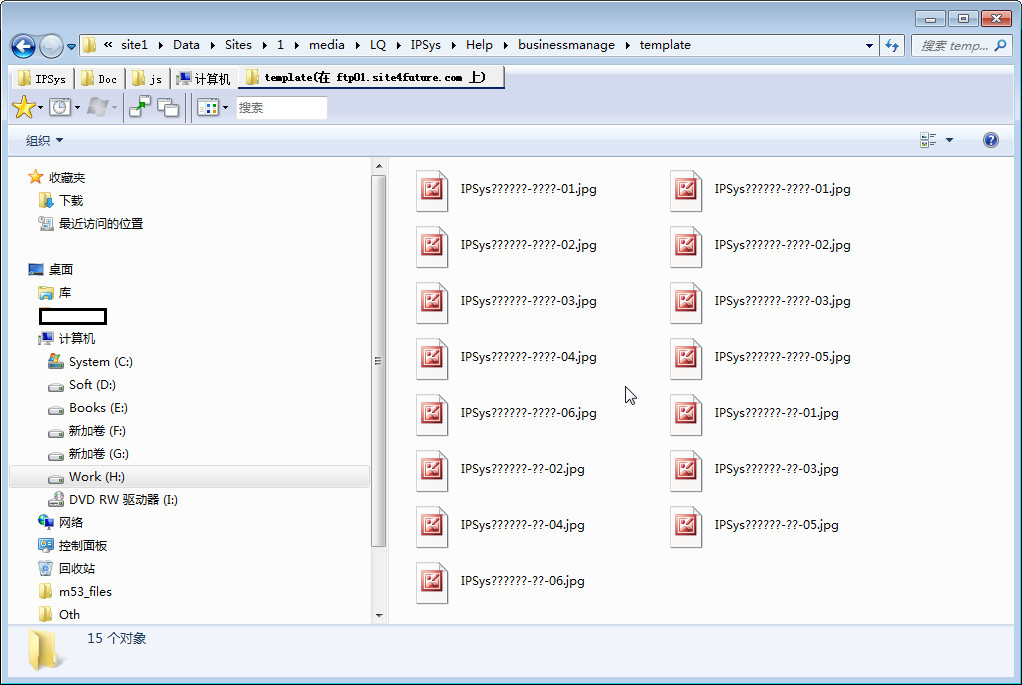 « site1 ▸ Data ▸ Sites ▸ 1 ▸ media ▸ LQ ▸ IPSys ▸ Help ▸ businessmanage ▸ template
搜索 temp...
IPSys
Doc
js
计算机
template(在 ftp01.site4future.com 上)
搜索
组织
收藏夹
下载
最近访问的位置
桌面
库
计算机
System (C:)
Soft (D:)
Books (E:)
新加卷 (F:)
新加卷 (G:)
Work (H:)
DVD RW 驱动器 (I:)
网络
控制面板
回收站
m53_files
Oth
IPSys??????-????-01.jpg
IPSys??????-????-01.jpg
IPSys??????-????-02.jpg
IPSys??????-????-02.jpg
IPSys??????-????-03.jpg
IPSys??????-????-03.jpg
IPSys??????-????-04.jpg
IPSys??????-????-05.jpg
IPSys??????-????-06.jpg
IPSys??????-??-01.jpg
IPSys??????-??-02.jpg
IPSys??????-??-03.jpg
IPSys??????-??-04.jpg
IPSys??????-??-05.jpg
IPSys??????-??-06.jpg
15 个对象